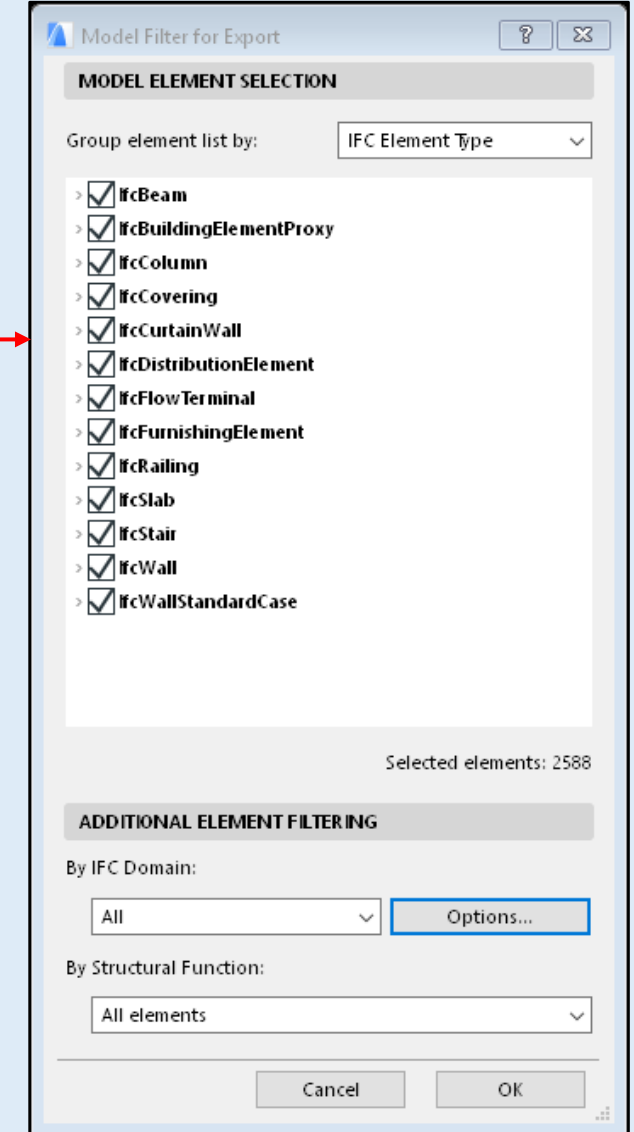 Model Filter for Export
MODEL ELEMENT SELECTION
Group element list by: IFC Element Type
IfcBeam
IfcBuildingElementProxy
IfcColumn
IfcCovering
IfcCurtainWall
IfcDistributionElement
IfcFlowTerminal
IfcFurnishingElement
IfcRailing
IfcSlab
IfcStair
IfcWall
IfcWallStandardCase
Selected elements: 2588
ADDITIONAL ELEMENT FILTERING
By IFC Domain:
All Options...
By Structural Function:
All elements
Cancel OK